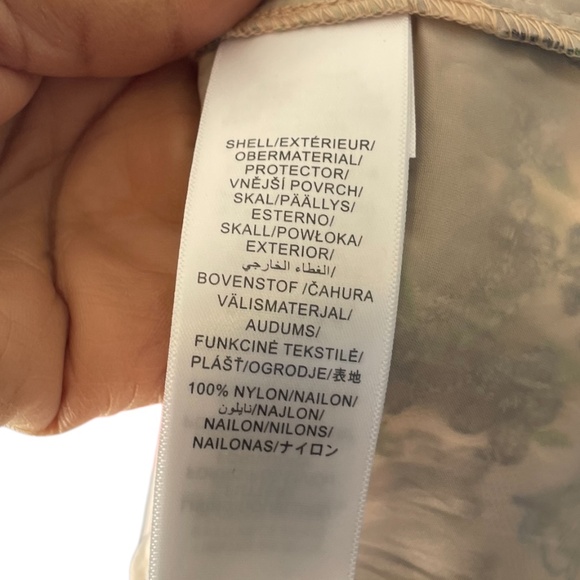 SHELL/EXTÉRIEUR/
OBERMATERIAL/
PROTECTOR/
VNĚJŠÍ POVRCH/
SKAL/PÄÄLLYS/
ESTERNO/
SKALL/POWŁOKA/
EXTERIOR/
الغطاء الخارجي/
BOVENSTOF /ČAHURA
VÄLISMATERJAL/
AUDUMS/
FUNKCINĖ TEKSTILĖ/
PLÁŠŤ/OGRODJE/表地
100% NYLON/NAILON/
نايلون/NAJLON/
NAILON/NILONS/
NAILONAS/ナイロン